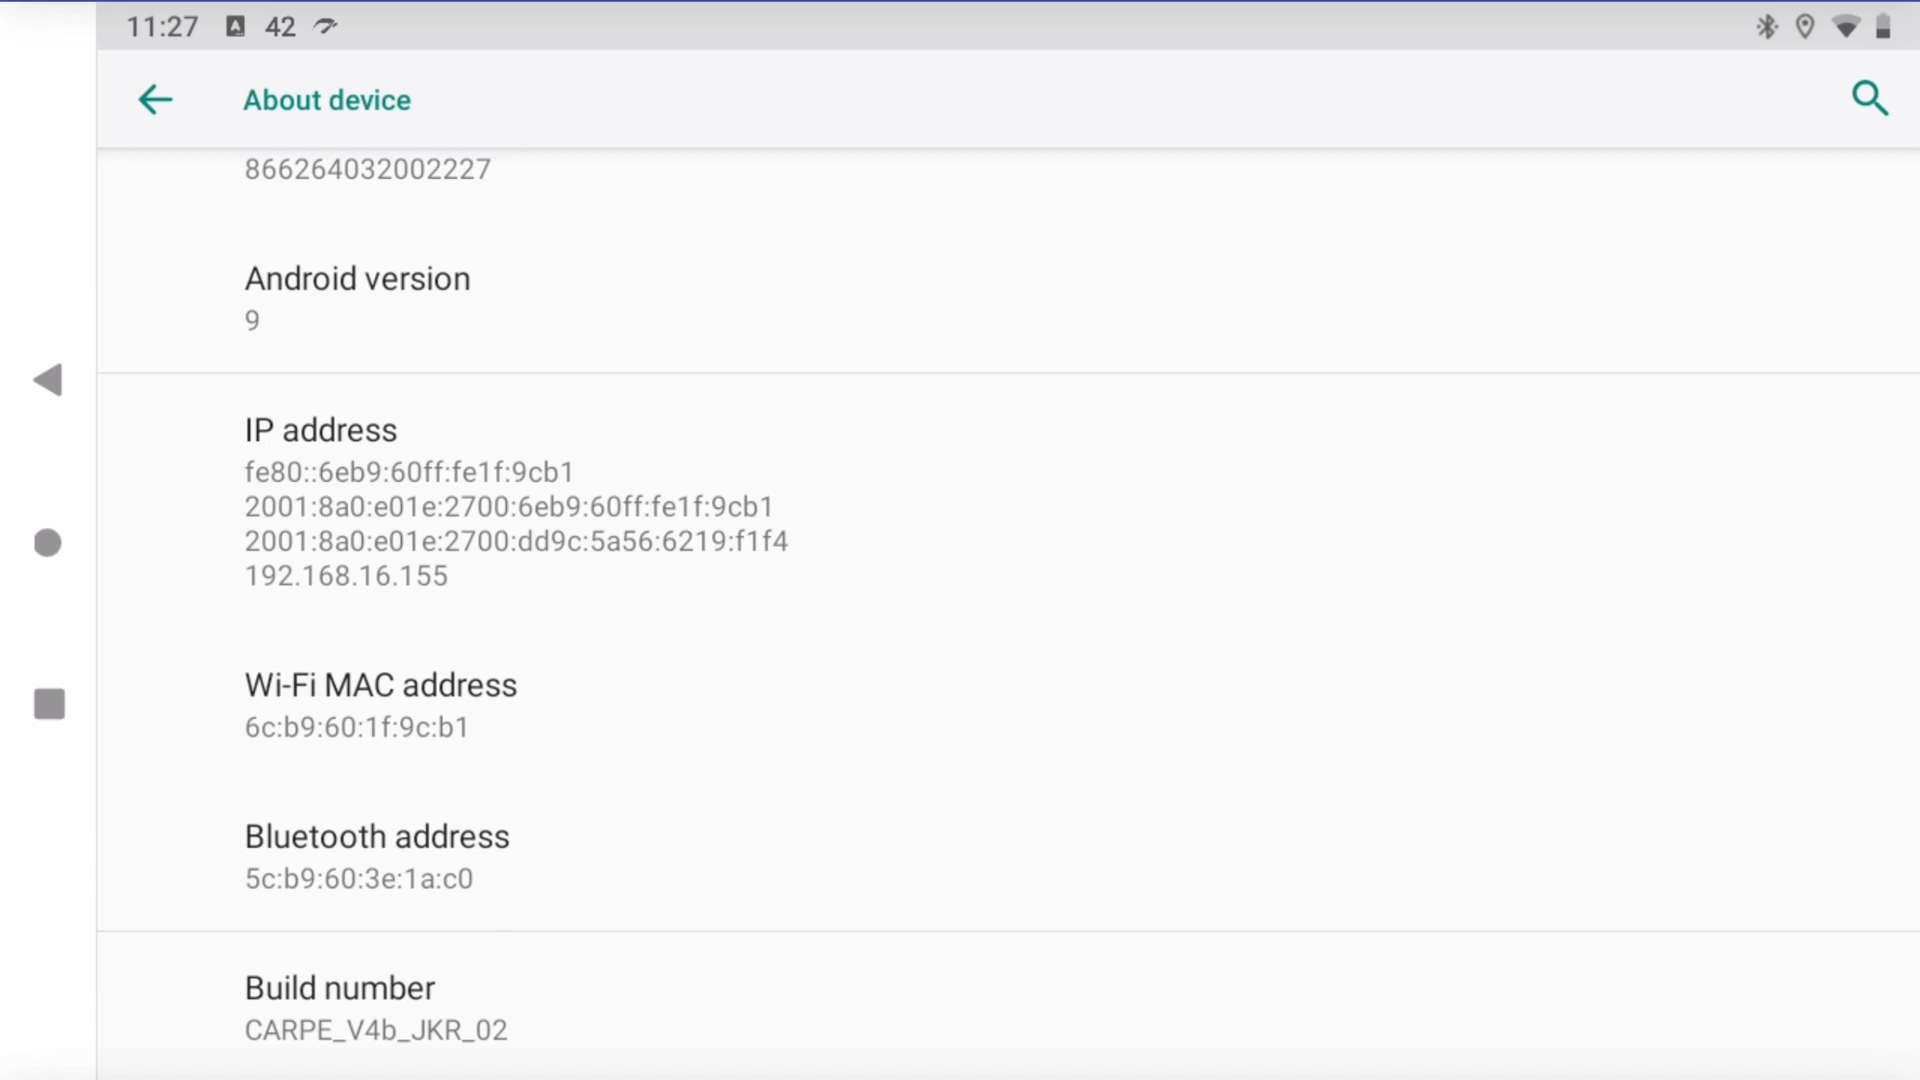 11:27 42
About device
866264032002227
Android version
9
IP address
fe80::6eb9:60ff:fe1f:9cb1
2001:8a0:e01e:2700:6eb9:60ff:fe1f:9cb1
2001:8a0:e01e:2700:dd9c:5a56:6219:f1f4
192.168.16.155
Wi-Fi MAC address
6c:b9:60:1f:9c:b1
Bluetooth address
5c:b9:60:3e:1a:c0
Build number
CARPE_V4b_JKR_02